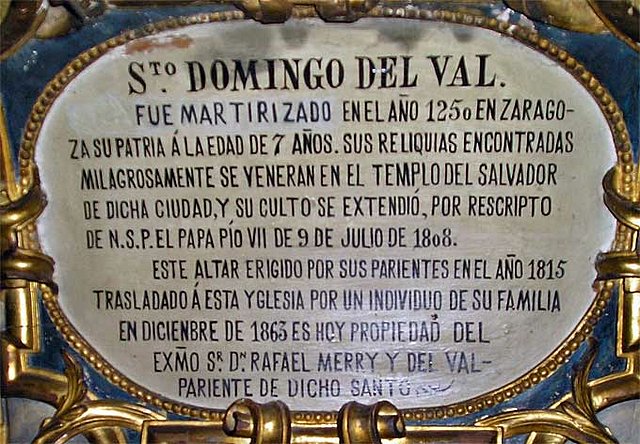 STO. DOMINGO DEL VAL.
FUE MARTIRIZADO EN EL AÑO 1250 EN ZARAGO-
ZA SU PATRIA Á LA EDAD DE 7 AÑOS. SUS RELIQUIAS ENCONTRADAS
MILAGROSAMENTE SE VENERAN EN EL TEMPLO DEL SALVADOR
DE DICHA CIUDAD, Y SU CULTO SE EXTENDIÓ, POR RESCRIPTO
DE N.S.P. EL PAPA PÍO VII DE 9 DE JULIO DE 1808.
ESTE ALTAR ERIGIDO POR SUS PARIENTES EN EL AÑO 1815
TRASLADADO Á ESTA YGLESIA POR UN INDIVIDUO DE SU FAMILIA
EN DICIENBRE DE 1863 ES HOY PROPIEDAD DEL
EXM̃O SR. DN. RAFAEL MERRY Y DEL VAL-
PARIENTE DE DICHO SANTO